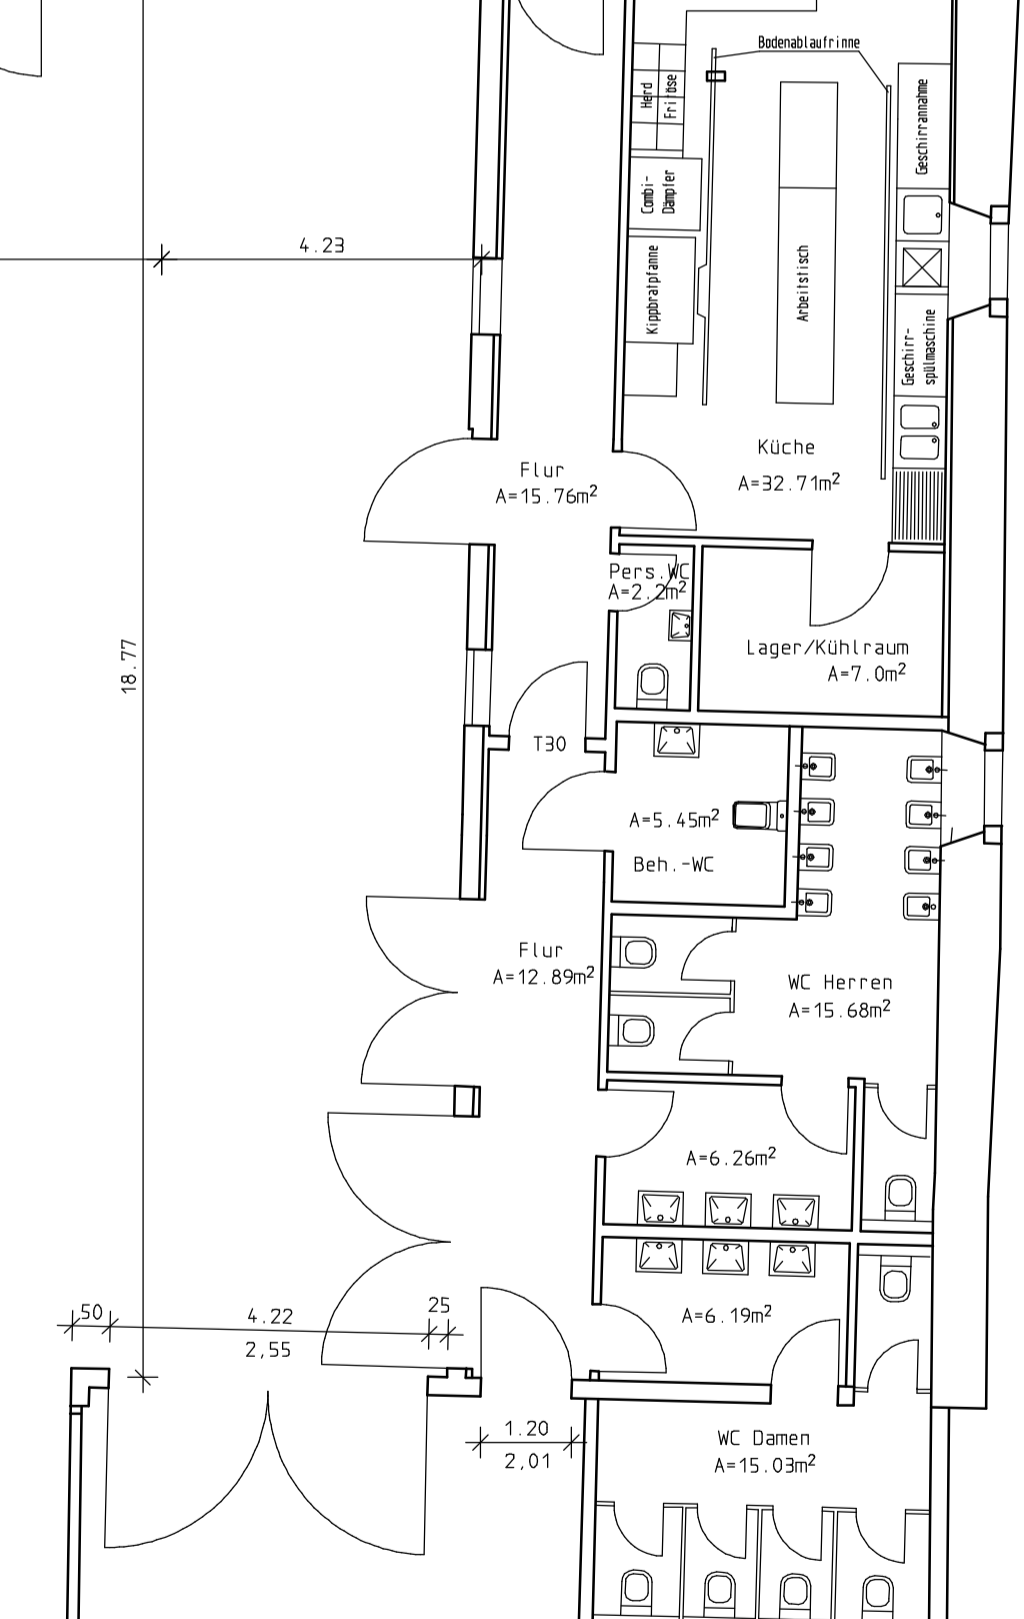 Bodenablaufrinne
Herd
Fritöse
Geschirrannahme
Combi-
Dämpfer
4.23
Kippbratpfanne
Arbeitstisch
Geschirr-
spülmaschine
Küche
A=32.71m²
Flur
A=15.76m²
Pers.WC
A=2.2m²
Lager/Kühlraum
A=7.0m²
18.77
T30
A=5.45m²
Beh.-WC
Flur
A=12.89m²
WC Herren
A=15.68m²
A=6.26m²
50
4.22
2,55
25
A=6.19m²
1.20
2,01
WC Damen
A=15.03m²